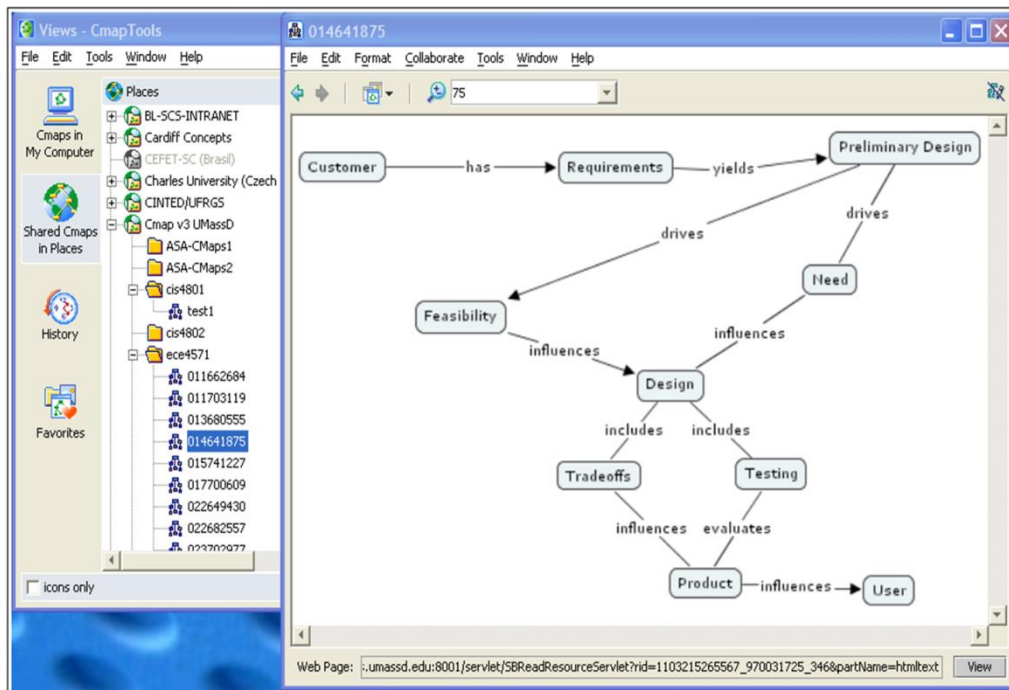 Views - CmapTools
File Edit Tools Window Help
Cmaps in
My Computer
Shared Cmaps
in Places
History
Favorites
Places
BL-SCS-INTRANET
Cardiff Concepts
CEFET-SC (Brasil)
Charles University (Czech
CINTED/UFRGS
Cmap v3 UMassD
ASA-CMaps1
ASA-CMaps2
cis4801
test1
cis4802
ece4571
011662684
011703119
013680555
014641875
015741227
017700609
022649430
022682557
023702977
icons only
014641875
File Edit Format Collaborate Tools Window Help
75
Customer has Requirements yields Preliminary Design
drives
drives
Need
Feasibility
influences
influences
Design
includes includes
Tradeoffs Testing
influences evaluates
Product influences User
Web Page: :.umassd.edu:8001/servlet/SBReadResourceServlet?rid=1103215265567_970031725_346&partName=htmltext View